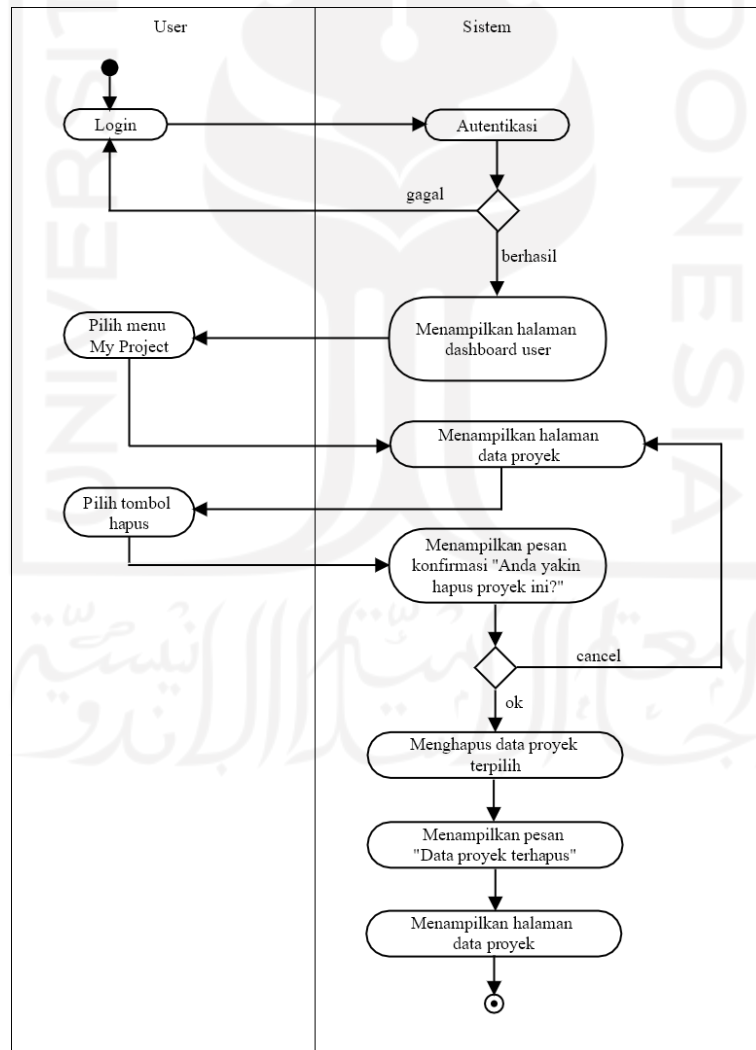 User
Sistem
Login
Autentikasi
gagal
berhasil
Pilih menu
My Project
Menampilkan halaman
dashboard user
Menampilkan halaman
data proyek
Pilih tombol
hapus
Menampilkan pesan
konfirmasi "Anda yakin
hapus proyek ini?"
cancel
ok
Menghapus data proyek
terpilih
Menampilkan pesan
"Data proyek terhapus"
Menampilkan halaman
data proyek